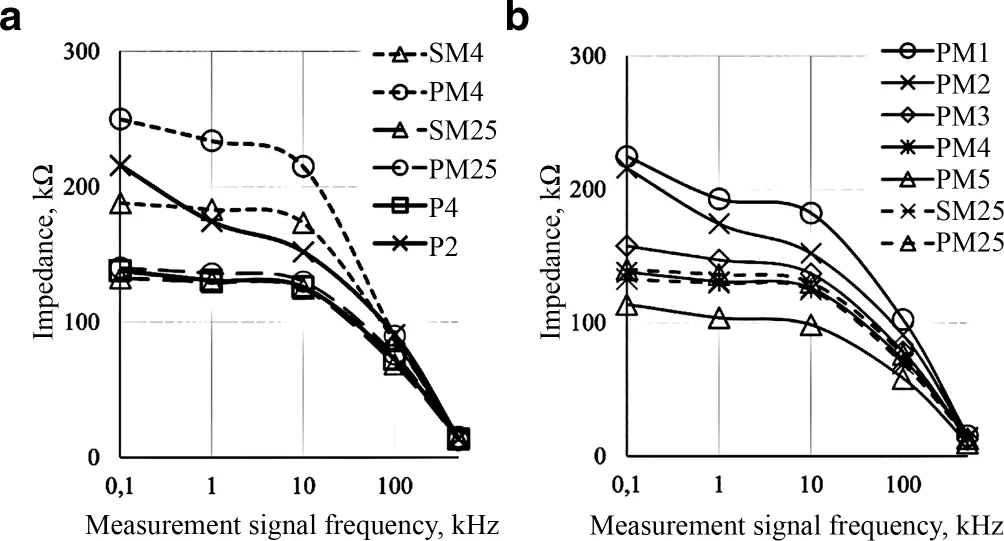 a
300
200
100
0
Impedance, kΩ
0,1 1 10 100
Measurement signal frequency, kHz
SM4
PM4
SM25
PM25
P4
P2
b
300
200
100
0
Impedance, kΩ
0,1 1 10 100
Measurement signal frequency, kHz
PM1
PM2
PM3
PM4
PM5
SM25
PM25